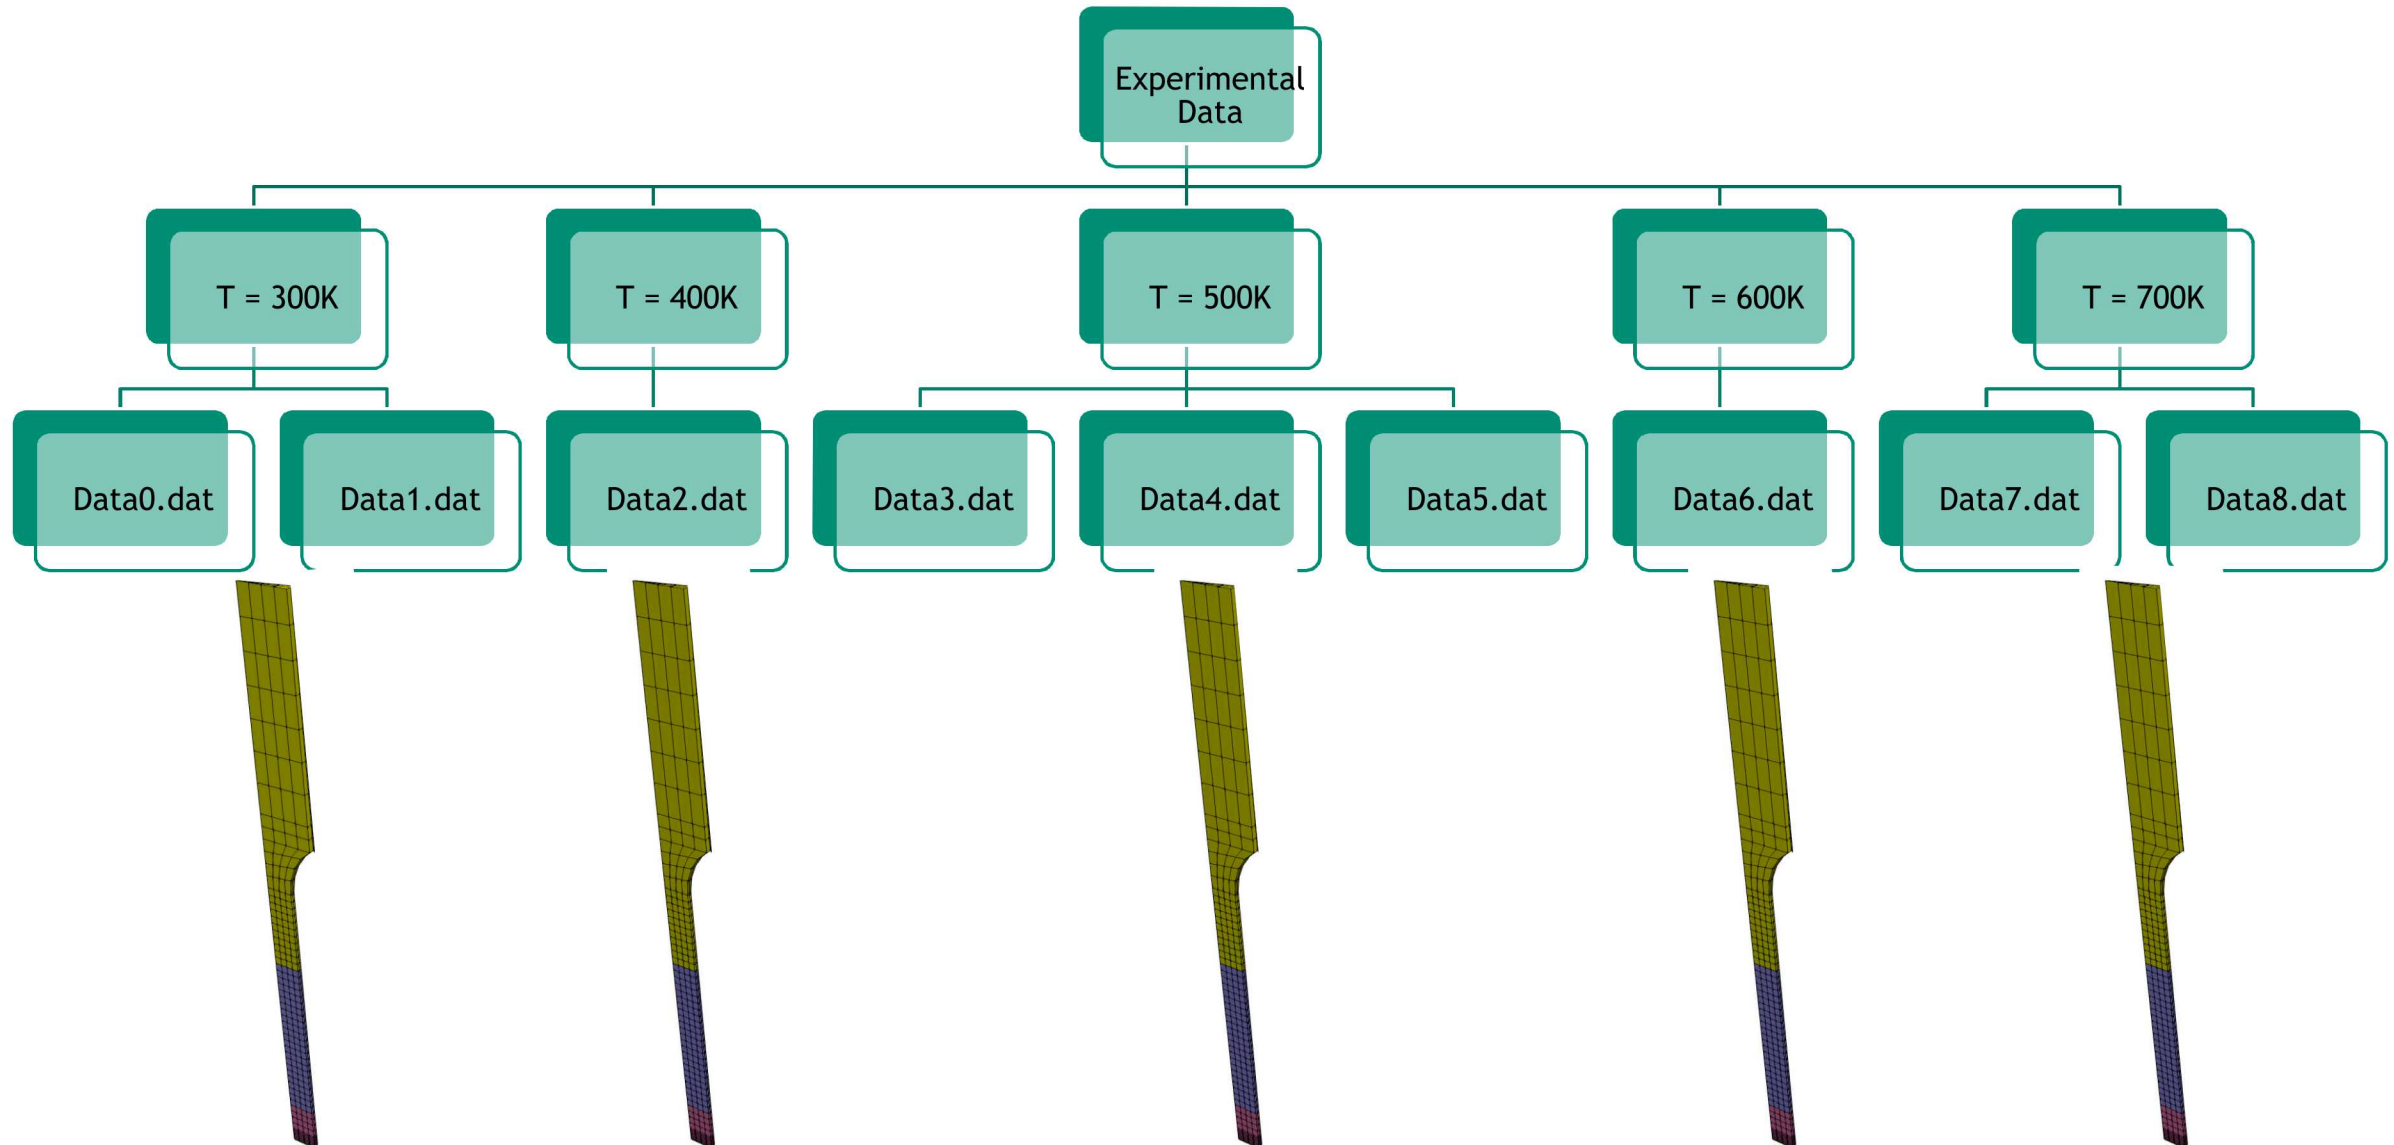 Experimental
Data
T = 300K
T = 400K
T = 500K
T = 600K
T = 700K
Data0.dat
Data1.dat
Data2.dat
Data3.dat
Data4.dat
Data5.dat
Data6.dat
Data7.dat
Data8.dat